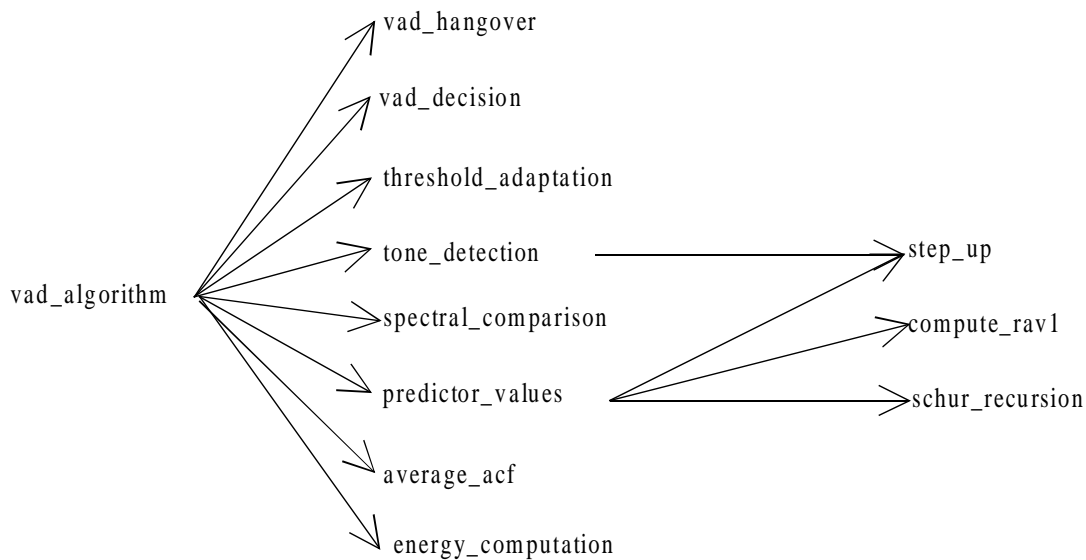 vad_hangover
vad_decision
threshold_adaptation
tone_detection
step_up
vad_algorithm
spectral_comparison
compute_rav1
predictor_values
schur_recursion
average_acf
energy_computation